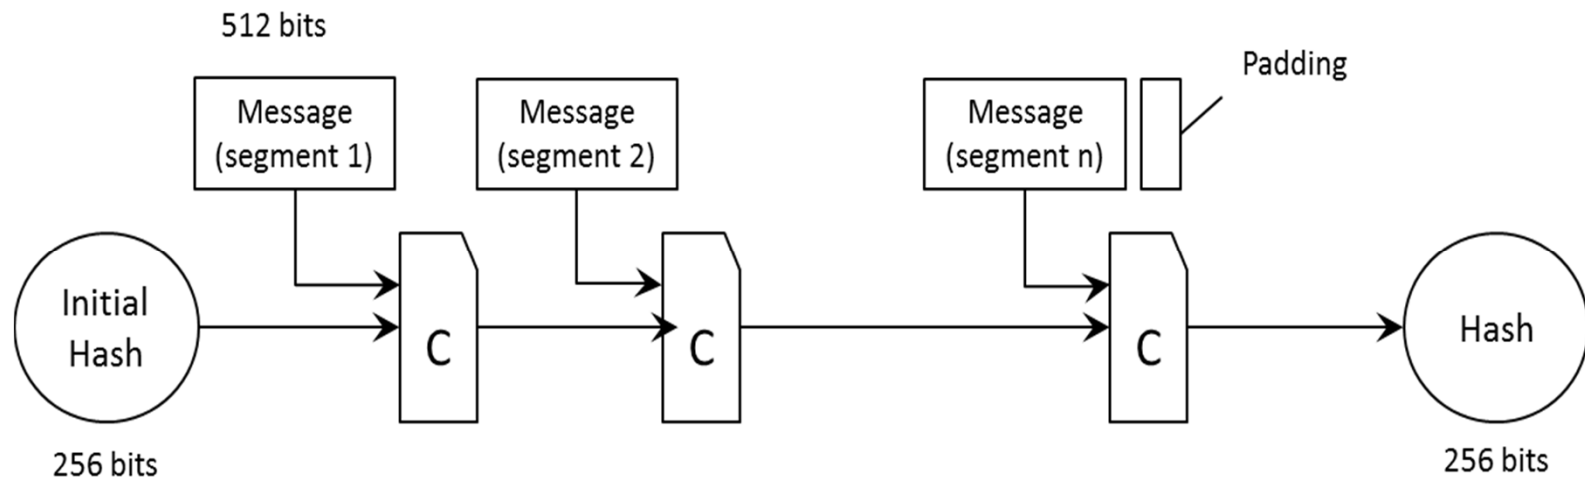 512 bits
Padding
Message
(segment 1)
Message
(segment 2)
Message
(segment n)
Initial
Hash
C
C
C
Hash
256 bits
256 bits